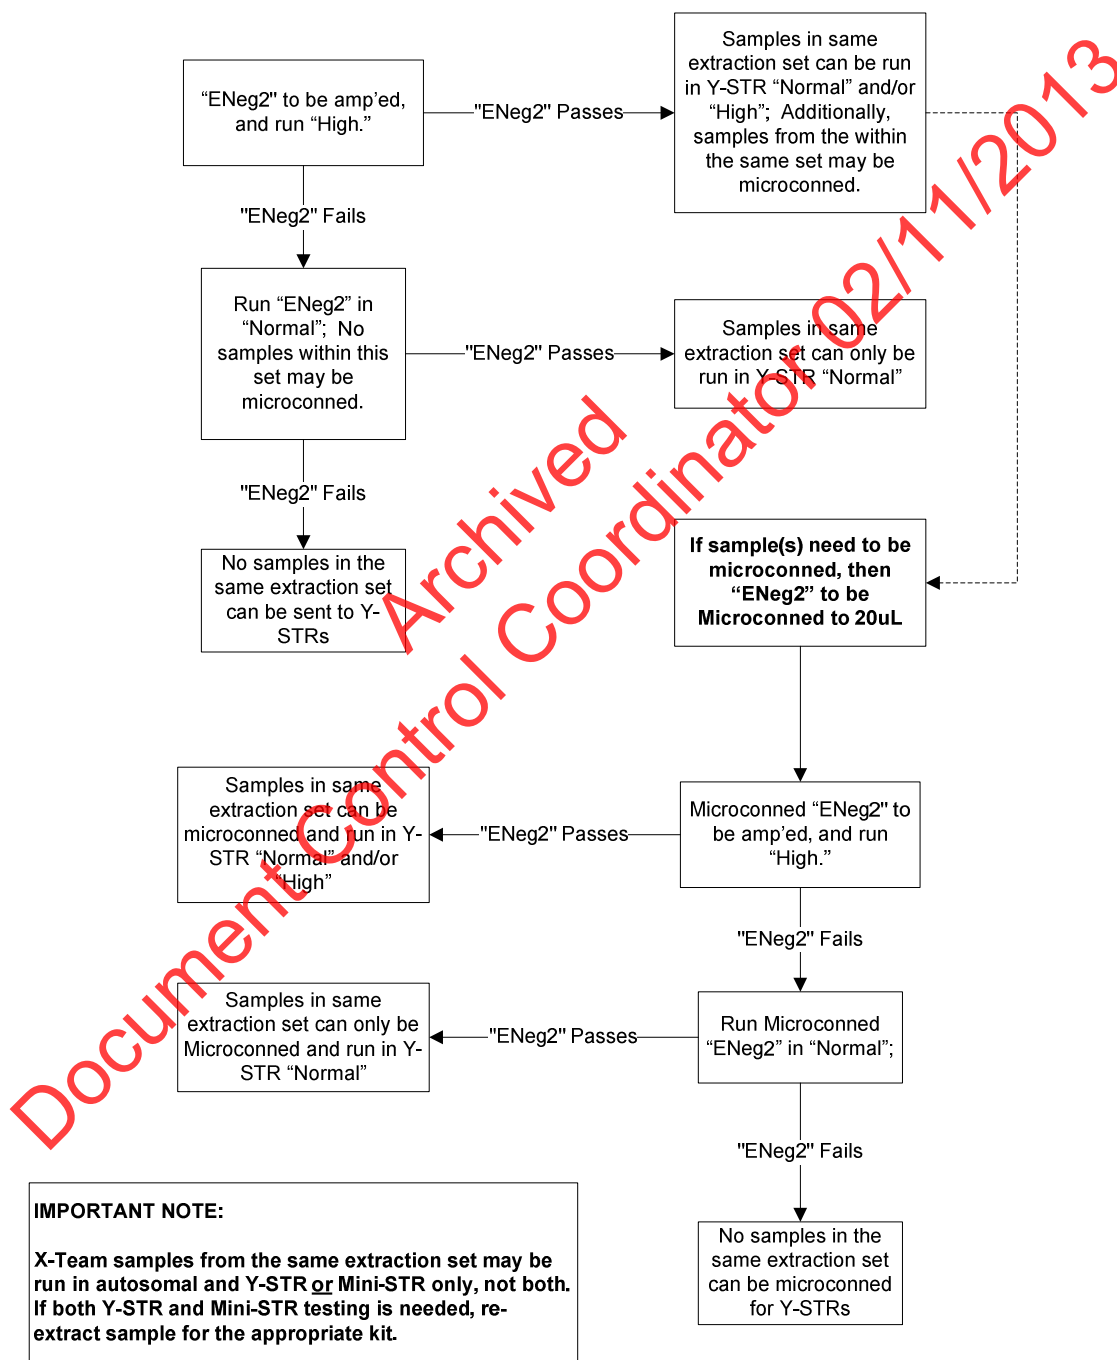 “ENeg2" to be amp’ed,
and run “High.”
"ENeg2" Passes
Samples in same
extraction set can be run
in Y-STR “Normal” and/or
“High”;  Additionally,
samples from the within
the same set may be
microconned.
"ENeg2" Fails
Run “ENeg2” in
“Normal”;  No
samples within this
set may be
microconned.
"ENeg2" Passes
Samples in same
extraction set can only be
run in Y-STR “Normal”
"ENeg2" Fails
No samples in the
same extraction set
can be sent to Y-
STRs
If sample(s) need to be
microconned, then
“ENeg2” to be
Microconned to 20uL
Microconned “ENeg2” to
be amp’ed, and run
“High.”
"ENeg2" Passes
Samples in same
extraction set can be
microconned and run in Y-
STR “Normal” and/or
“High”
"ENeg2" Fails
Run Microconned
“ENeg2” in “Normal”;
"ENeg2" Passes
Samples in same
extraction set can only be
Microconned and run in Y-
STR “Normal”
"ENeg2" Fails
No samples in the
same extraction set
can be microconned
for Y-STRs
IMPORTANT NOTE:
X-Team samples from the same extraction set may be
run in autosomal and Y-STR or Mini-STR only, not both.
If both Y-STR and Mini-STR testing is needed, re-
extract sample for the appropriate kit.
Archived
Document Control Coordinator 02/11/2013